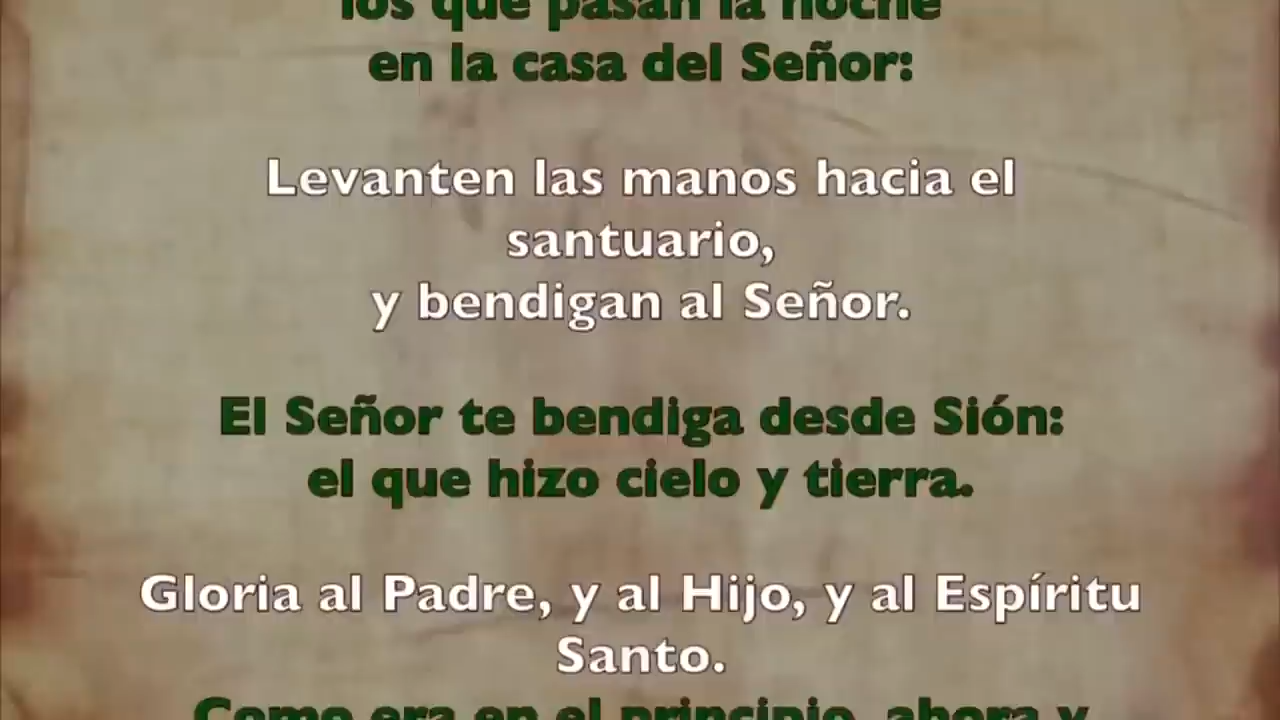 los que pasan la noche
en la casa del Señor:
Levanten las manos hacia el
santuario,
y bendigan al Señor.
El Señor te bendiga desde Sión:
el que hizo cielo y tierra.
Gloria al Padre, y al Hijo, y al Espíritu
Santo.
Como era en el principio, ahora y